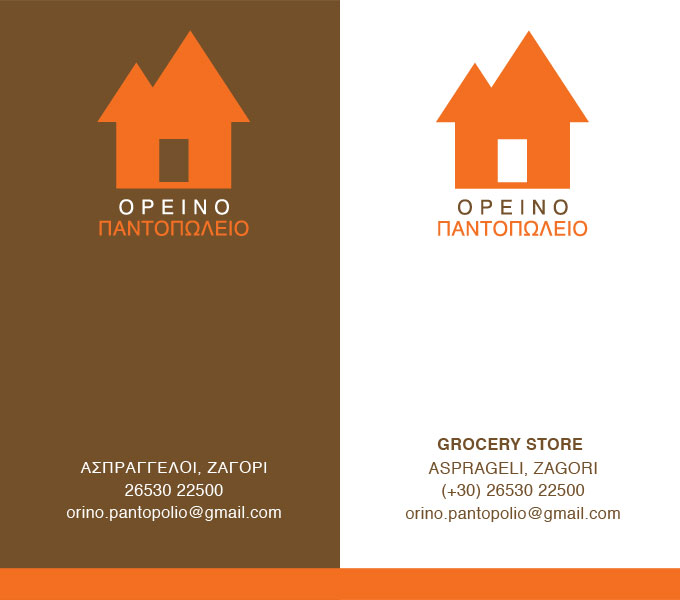 ΟΡΕΙΝΟ
ΠΑΝΤΟΠΩΛΕΙΟ
ΑΣΠΡΑΓΓΕΛΟΙ, ΖΑΓΟΡΙ
26530 22500
orino.pantopolio@gmail.com
ΟΡΕΙΝΟ
ΠΑΝΤΟΠΩΛΕΙΟ
GROCERY STORE
ASPRAGELI, ZAGORI
(+30) 26530 22500
orino.pantopolio@gmail.com